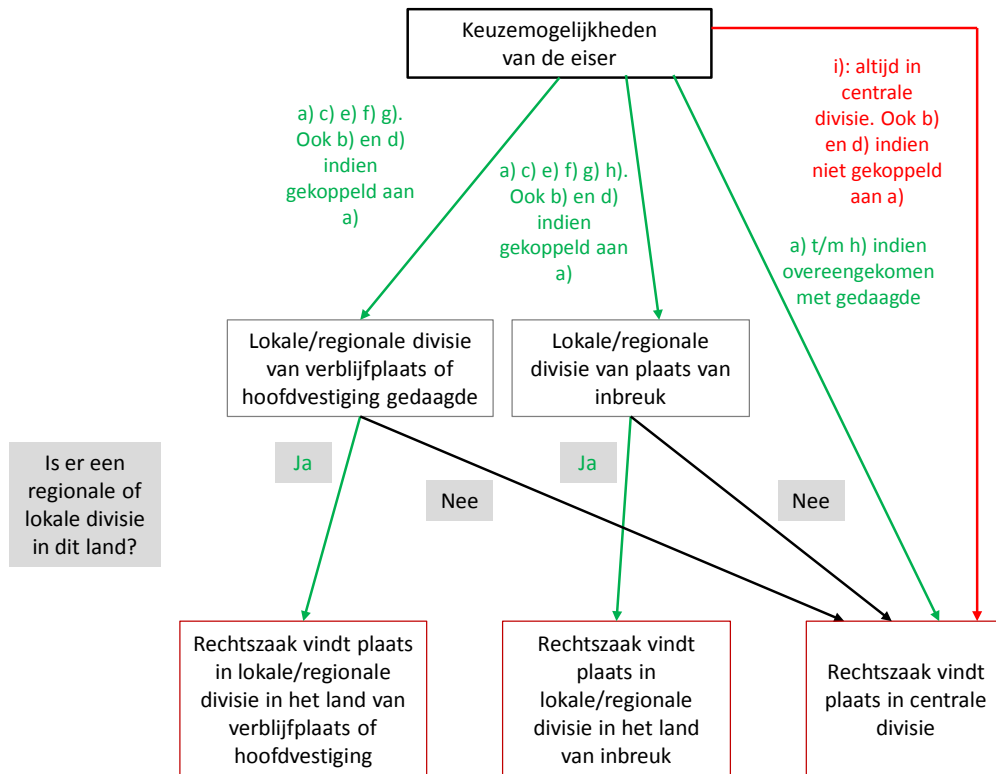 Keuzemogelijkheden
van de eiser
i): altijd in
centrale
divisie. Ook b)
en d) indien
niet gekoppeld
aan a)
a) c) e) f) g).
Ook b) en d)
indien
gekoppeld aan
a)
a) c) e) f) g) h).
Ook b) en d)
indien
gekoppeld aan
a)
a) t/m h) indien
overeengekomen
met gedaagde
Lokale/regionale divisie
van verblijfplaats of
hoofdvestiging gedaagde
Lokale/regionale
divisie van plaats van
inbreuk
Is er een
regionale of
lokale divisie
in dit land?
Ja
Nee
Ja
Nee
Rechtszaak vindt plaats
in lokale/regionale
divisie in het land van
verblijfplaats of
hoofdvestiging
Rechtszaak vindt
plaats in
lokale/regionale
divisie in het land
van inbreuk
Rechtszaak vindt
plaats in centrale
divisie